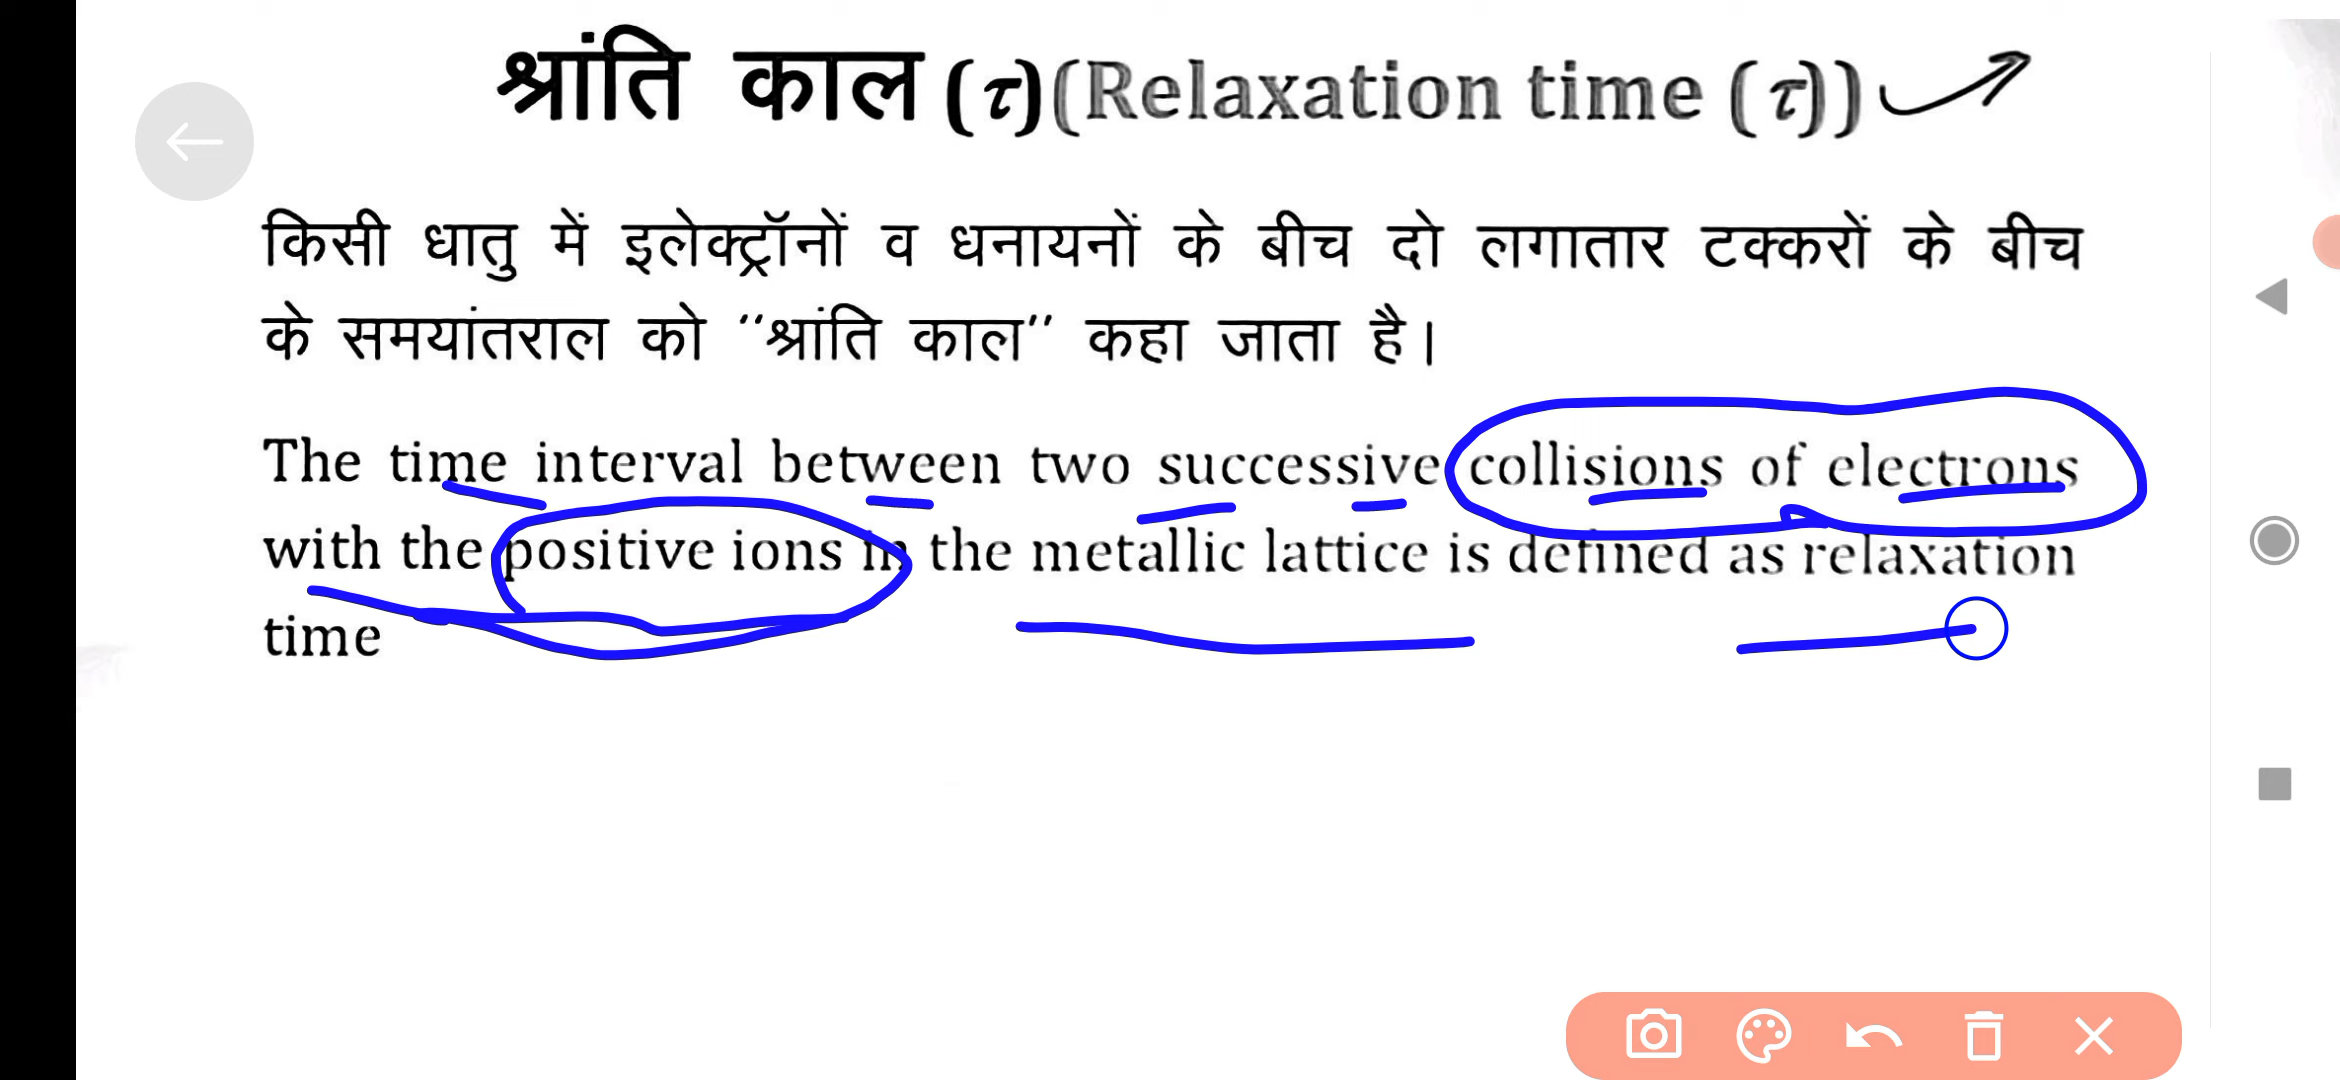 श्रांति काल (τ)(Relaxation time (τ))
किसी धातु में इलेक्ट्रॉनों व धनायनों के बीच दो लगातार टक्करों के बीच
के समयांतराल को ''श्रांति काल'' कहा जाता है।
The time interval between two successive collisions of electrons
with the positive ions in the metallic lattice is defined as relaxation
time